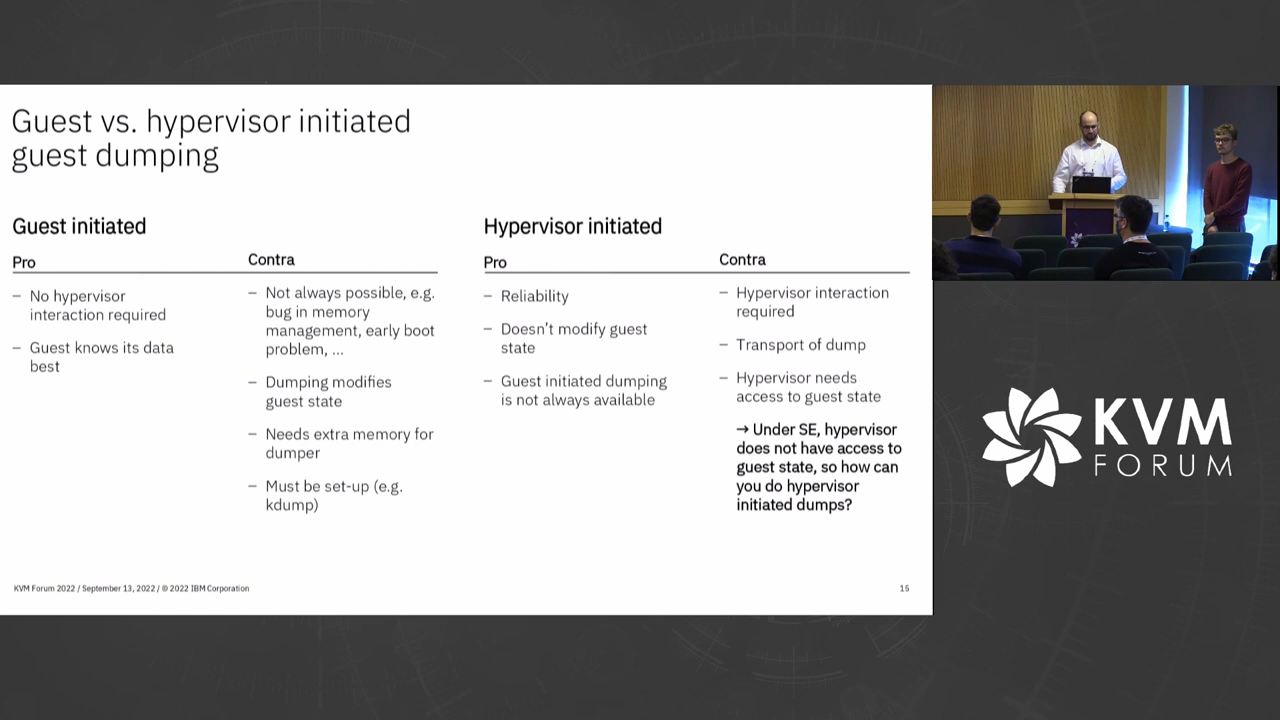 Guest vs. hypervisor initiated
guest dumping
Guest initiated
Pro
– No hypervisor
interaction required
– Guest knows its data
best
Contra
– Not always possible, e.g.
bug in memory
management, early boot
problem, ...
– Dumping modifies
guest state
– Needs extra memory for
dumper
– Must be set-up (e.g.
kdump)
Hypervisor initiated
Pro
– Reliability
– Doesn't modify guest
state
– Guest initiated dumping
is not always available
Contra
– Hypervisor interaction
required
– Transport of dump
– Hypervisor needs
access to guest state
→ Under SE, hypervisor
does not have access to
guest state, so how can
you do hypervisor
initiated dumps?
KVM Forum 2022 / September 13, 2022 / © 2022 IBM Corporation
15
KVM
FORUM